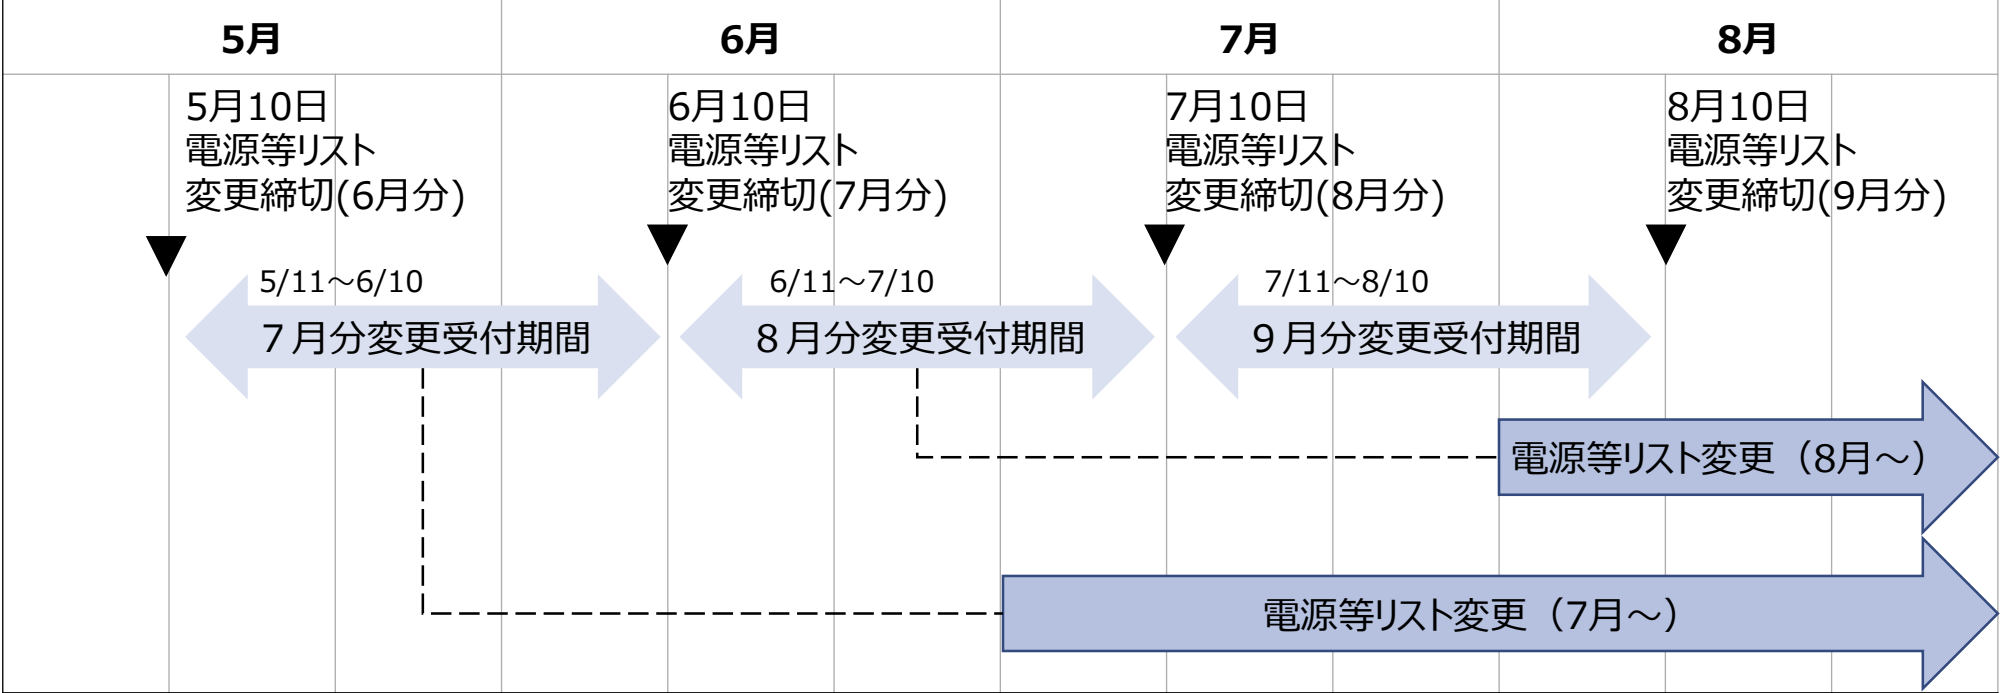 5月
6月
7月
8月
5月10日
電源等リスト
変更締切(6月分)
6月10日
電源等リスト
変更締切(7月分)
7月10日
電源等リスト
変更締切(8月分)
8月10日
電源等リスト
変更締切(9月分)
5/11～6/10
７月分変更受付期間
6/11～7/10
８月分変更受付期間
7/11～8/10
９月分変更受付期間
電源等リスト変更（8月～）
電源等リスト変更（7月～）